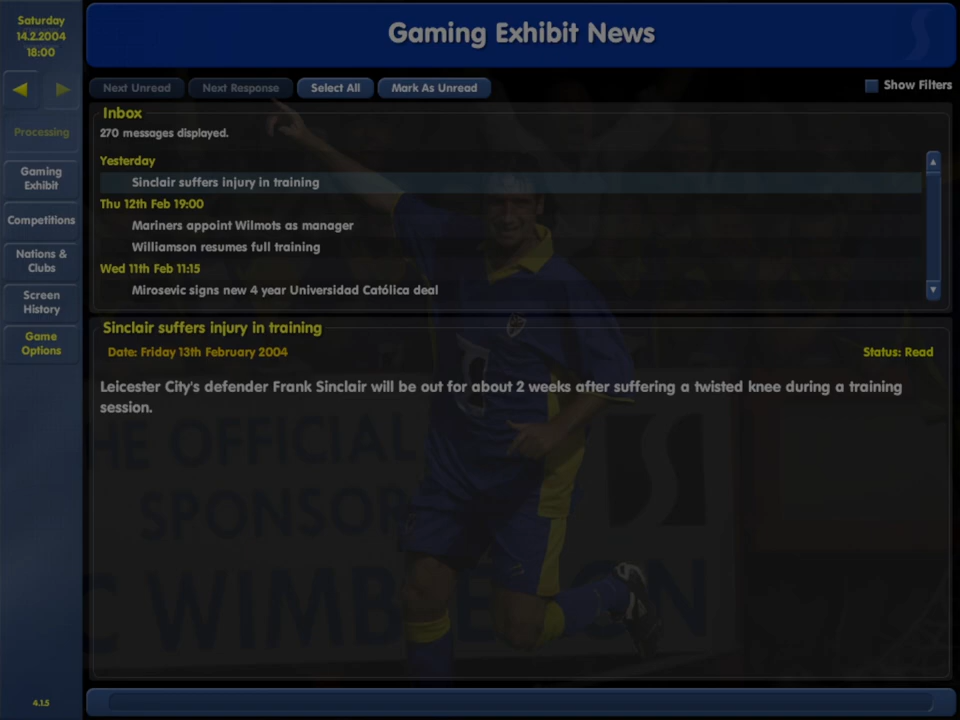 Saturday
14.2.2004
18:00
Gaming Exhibit News
Next Unread
Next Response
Select All
Mark As Unread
Show Filters
Processing
Gaming
Exhibit
Competitions
Nations &
Clubs
Screen
History
Game
Options
4.1.5
Inbox
270 messages displayed.
Yesterday
Sinclair suffers injury in training
Thu 12th Feb 19:00
Mariners appoint Wilmots as manager
Williamson resumes full training
Wed 11th Feb 11:15
Mirosevic signs new 4 year Universidad Católica deal
Sinclair suffers injury in training
Date: Friday 13th February 2004
Status: Read
Leicester City's defender Frank Sinclair will be out for about 2 weeks after suffering a twisted knee during a training
session.
HE OFFICIAL
SPONSOR
C WIMB
ON